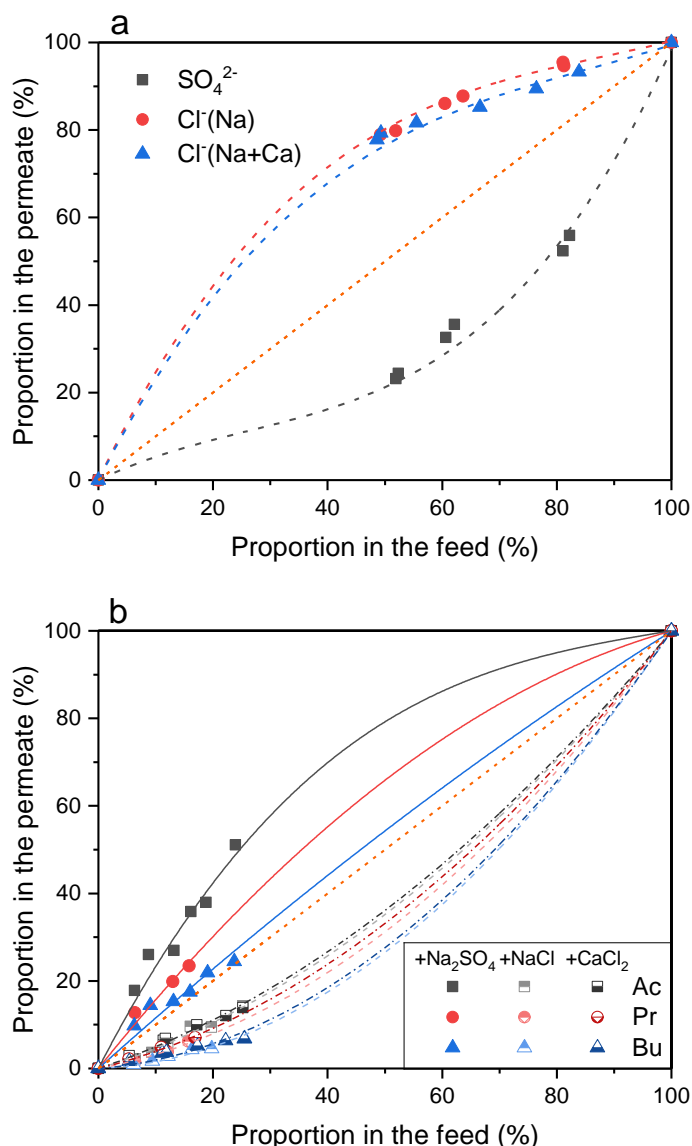 a
100
80
60
40
20
0
Proportion in the permeate (%)
SO₄²⁻
Cl⁻(Na)
Cl⁻(Na+Ca)
0 20 40 60 80 100
Proportion in the feed (%)
b
100
80
60
40
20
0
Proportion in the permeate (%)
+Na₂SO₄ +NaCl +CaCl₂
Ac
Pr
Bu
0 20 40 60 80 100
Proportion in the feed (%)